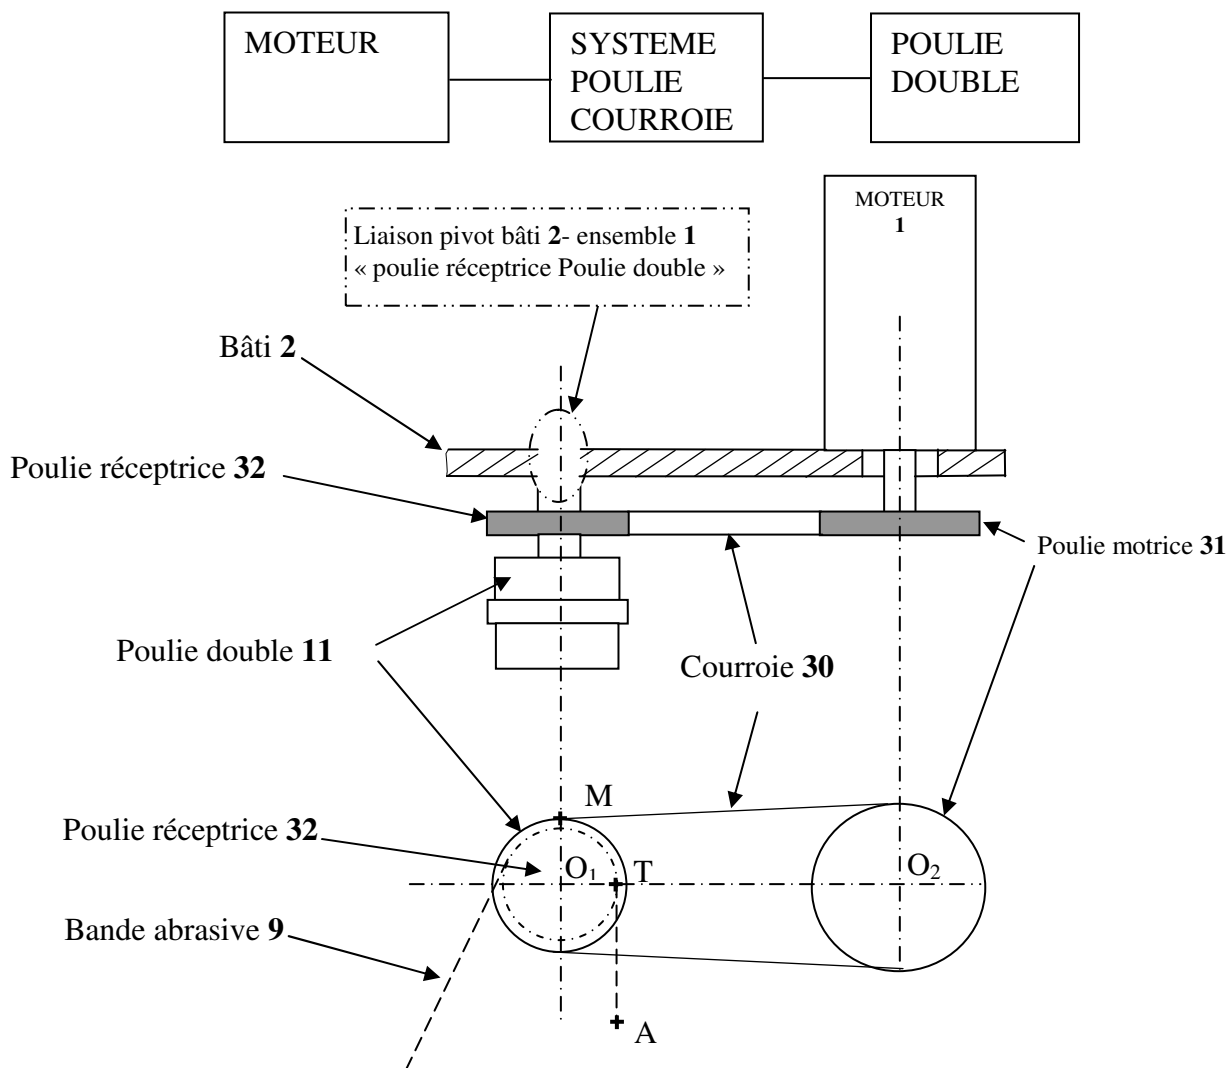 MOTEUR
SYSTEME
POULIE
COURROIE
POULIE
DOUBLE
MOTEUR
1
Liaison pivot bâti 2- ensemble 1
« poulie réceptrice Poulie double »
Bâti 2
Poulie réceptrice 32
Poulie motrice 31
Poulie double 11
Courroie 30
M
Poulie réceptrice 32
O1
T
O2
Bande abrasive 9
A